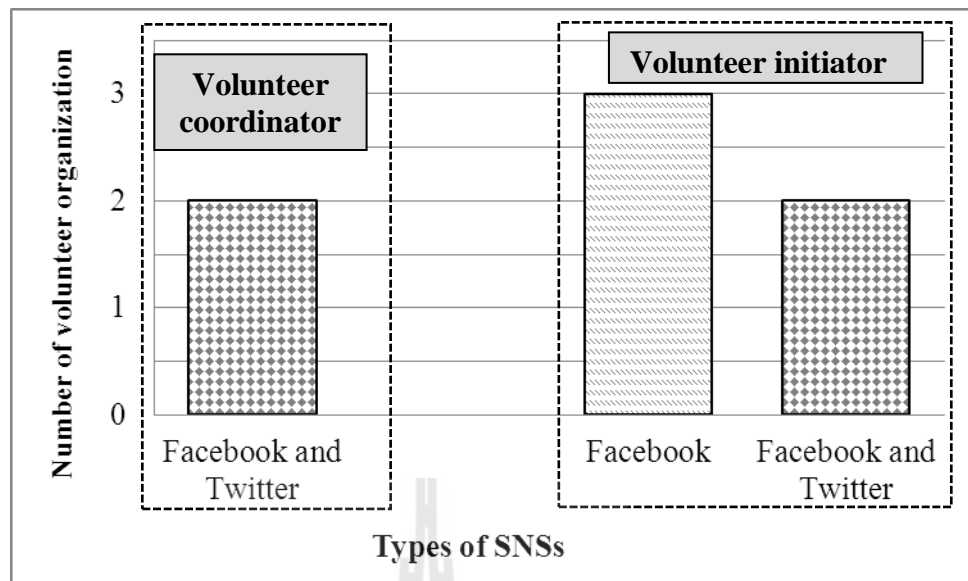 Number of volunteer organization
3
2
1
0
Volunteer
coordinator
Volunteer initiator
Facebook and
Twitter
Facebook
Facebook and
Twitter
Types of SNSs